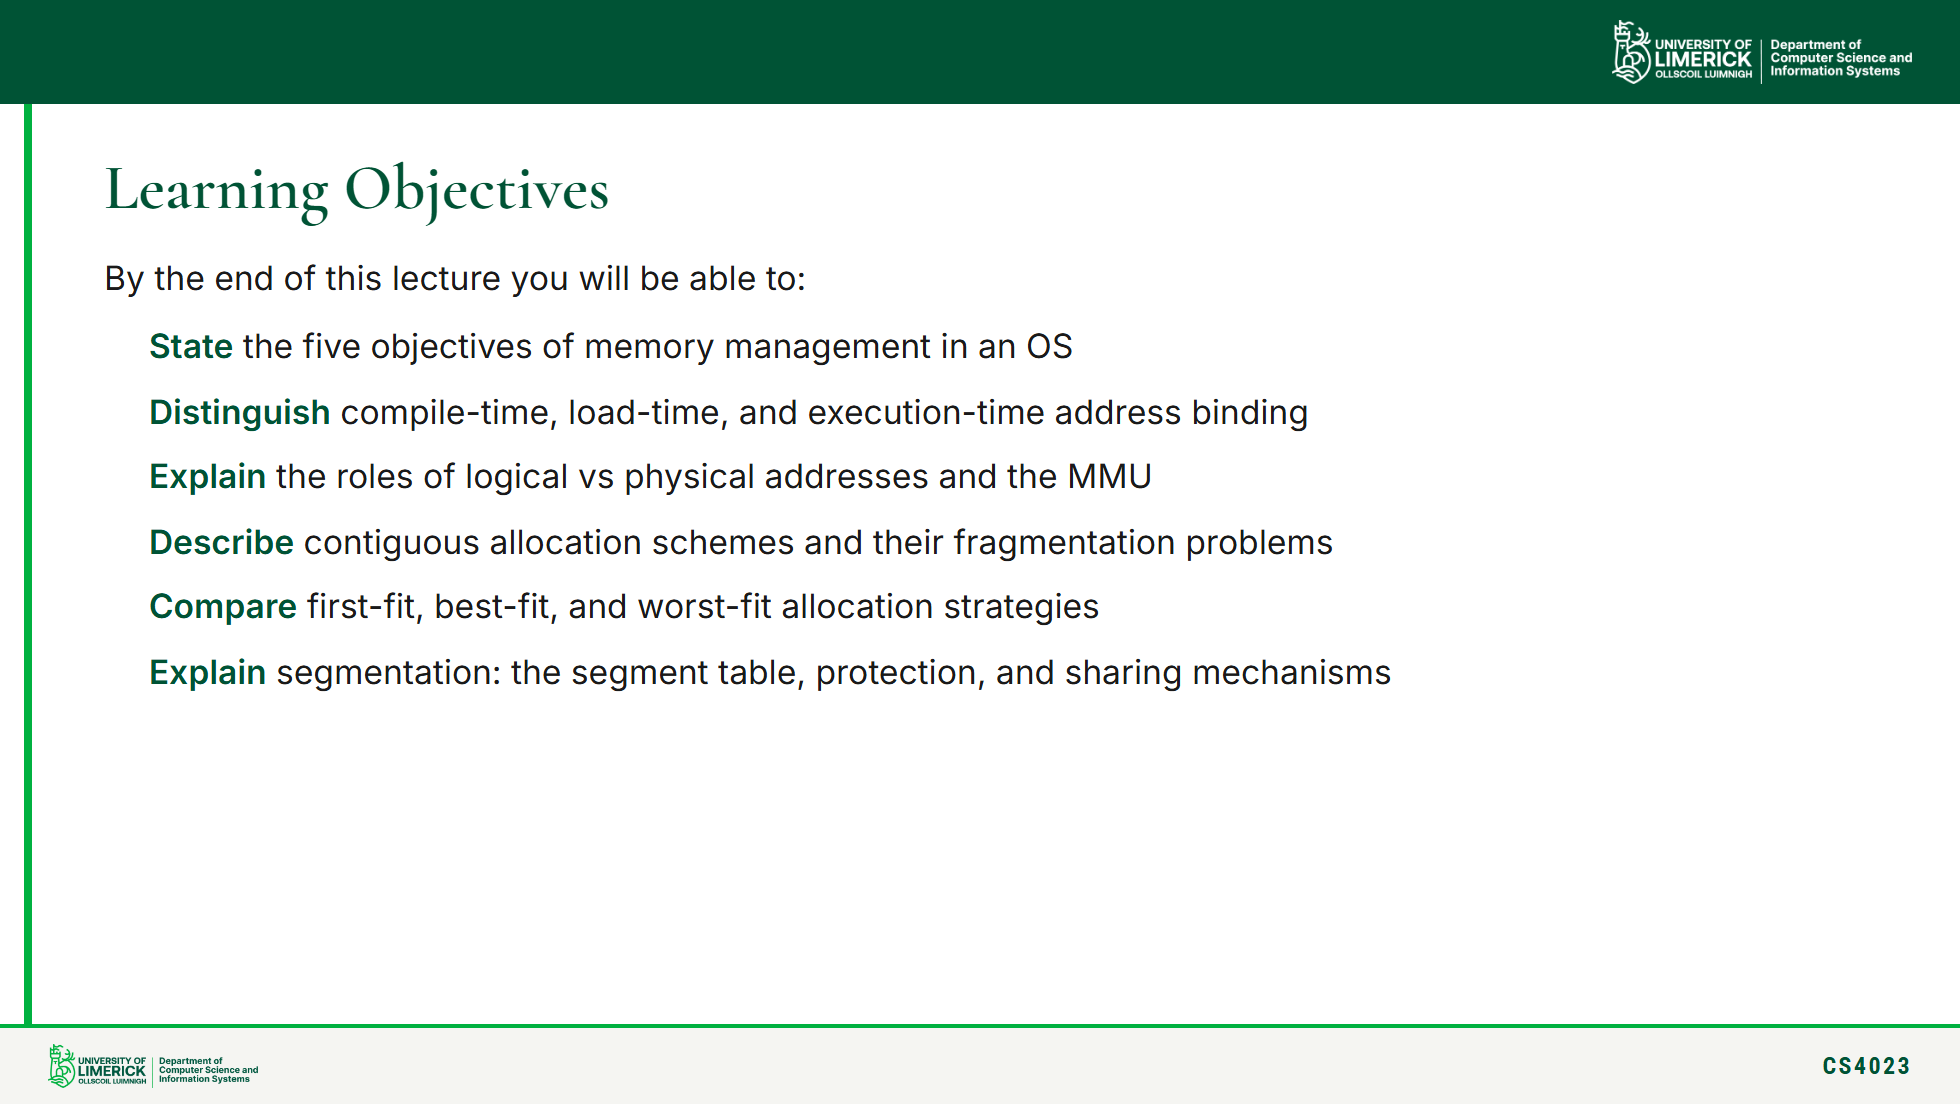 UNIVERSITY OF
LIMERICK
OLLSCOIL LUIMNIGH
Department of
Computer Science and
Information Systems
Learning Objectives
By the end of this lecture you will be able to:
State the five objectives of memory management in an OS
Distinguish compile-time, load-time, and execution-time address binding
Explain the roles of logical vs physical addresses and the MMU
Describe contiguous allocation schemes and their fragmentation problems
Compare first-fit, best-fit, and worst-fit allocation strategies
Explain segmentation: the segment table, protection, and sharing mechanisms
UNIVERSITY OF
LIMERICK
OLLSCOIL LUIMNIGH
Department of
Computer Science and
Information Systems
CS4023